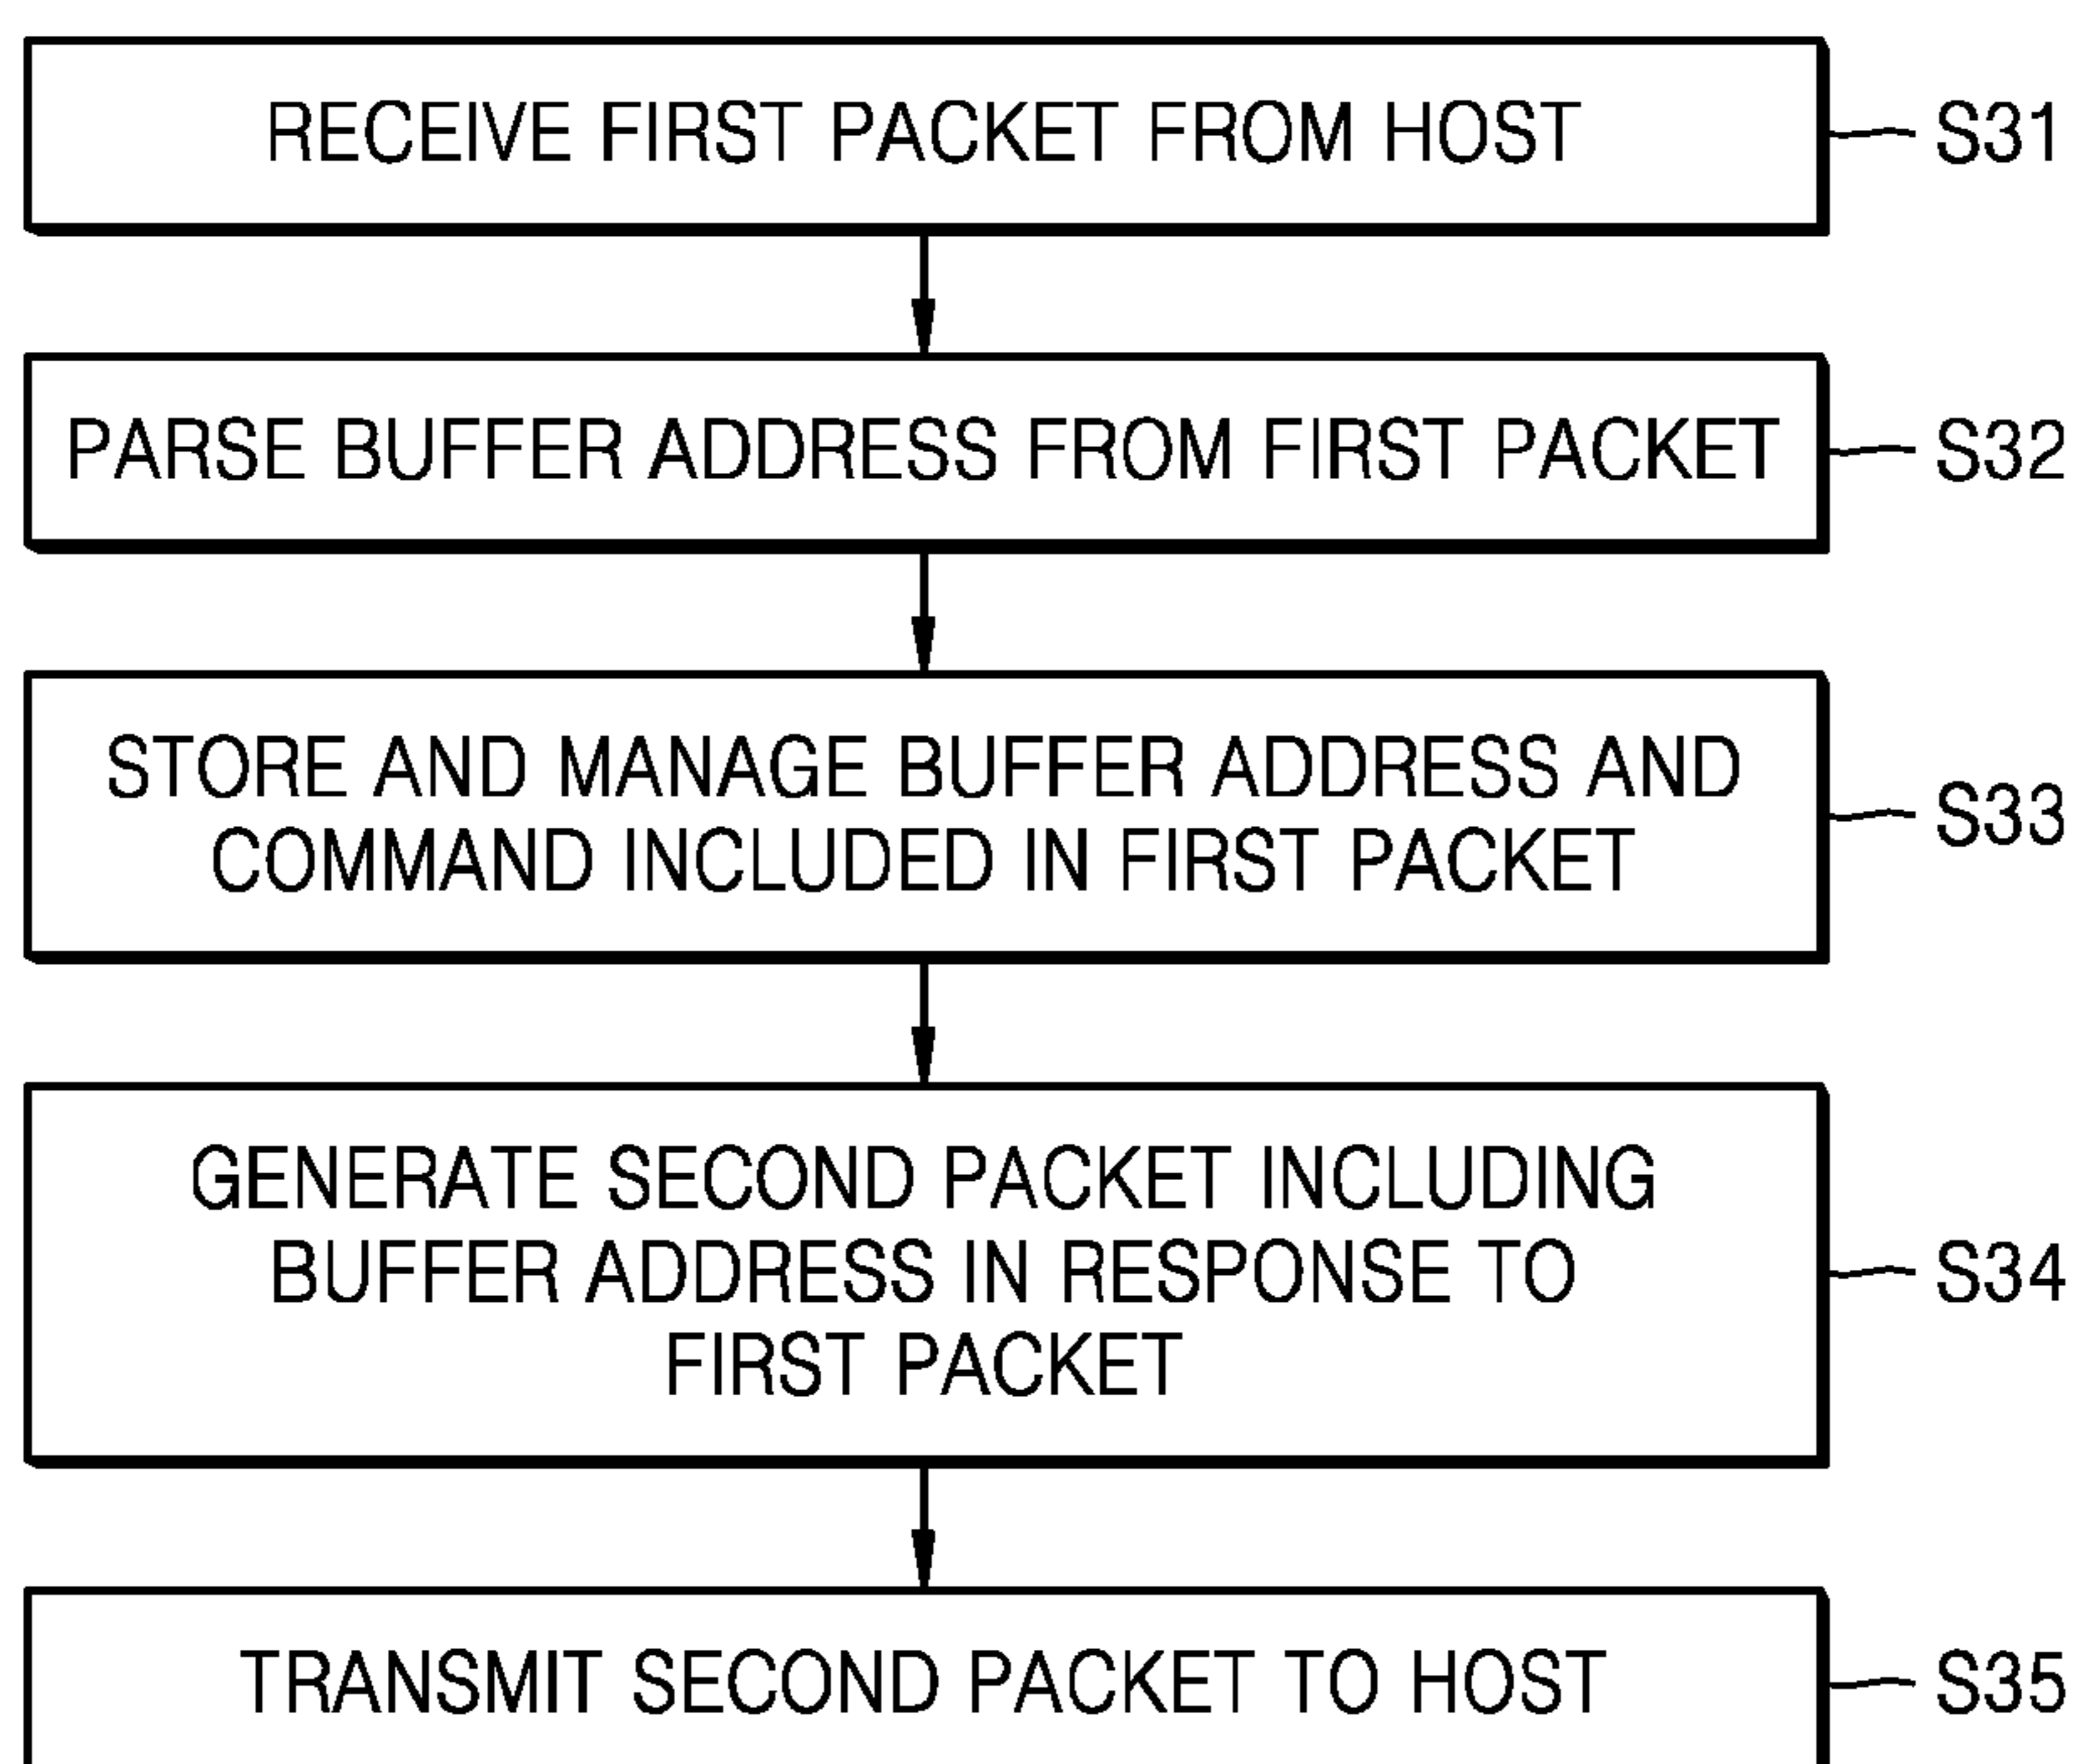 RECEIVE FIRST PACKET FROM HOST
S31
PARSE BUFFER ADDRESS FROM FIRST PACKET
S32
STORE AND MANAGE BUFFER ADDRESS AND
COMMAND INCLUDED IN FIRST PACKET
S33
GENERATE SECOND PACKET INCLUDING
BUFFER ADDRESS IN RESPONSE TO
FIRST PACKET
S34
TRANSMIT SECOND PACKET TO HOST
S35